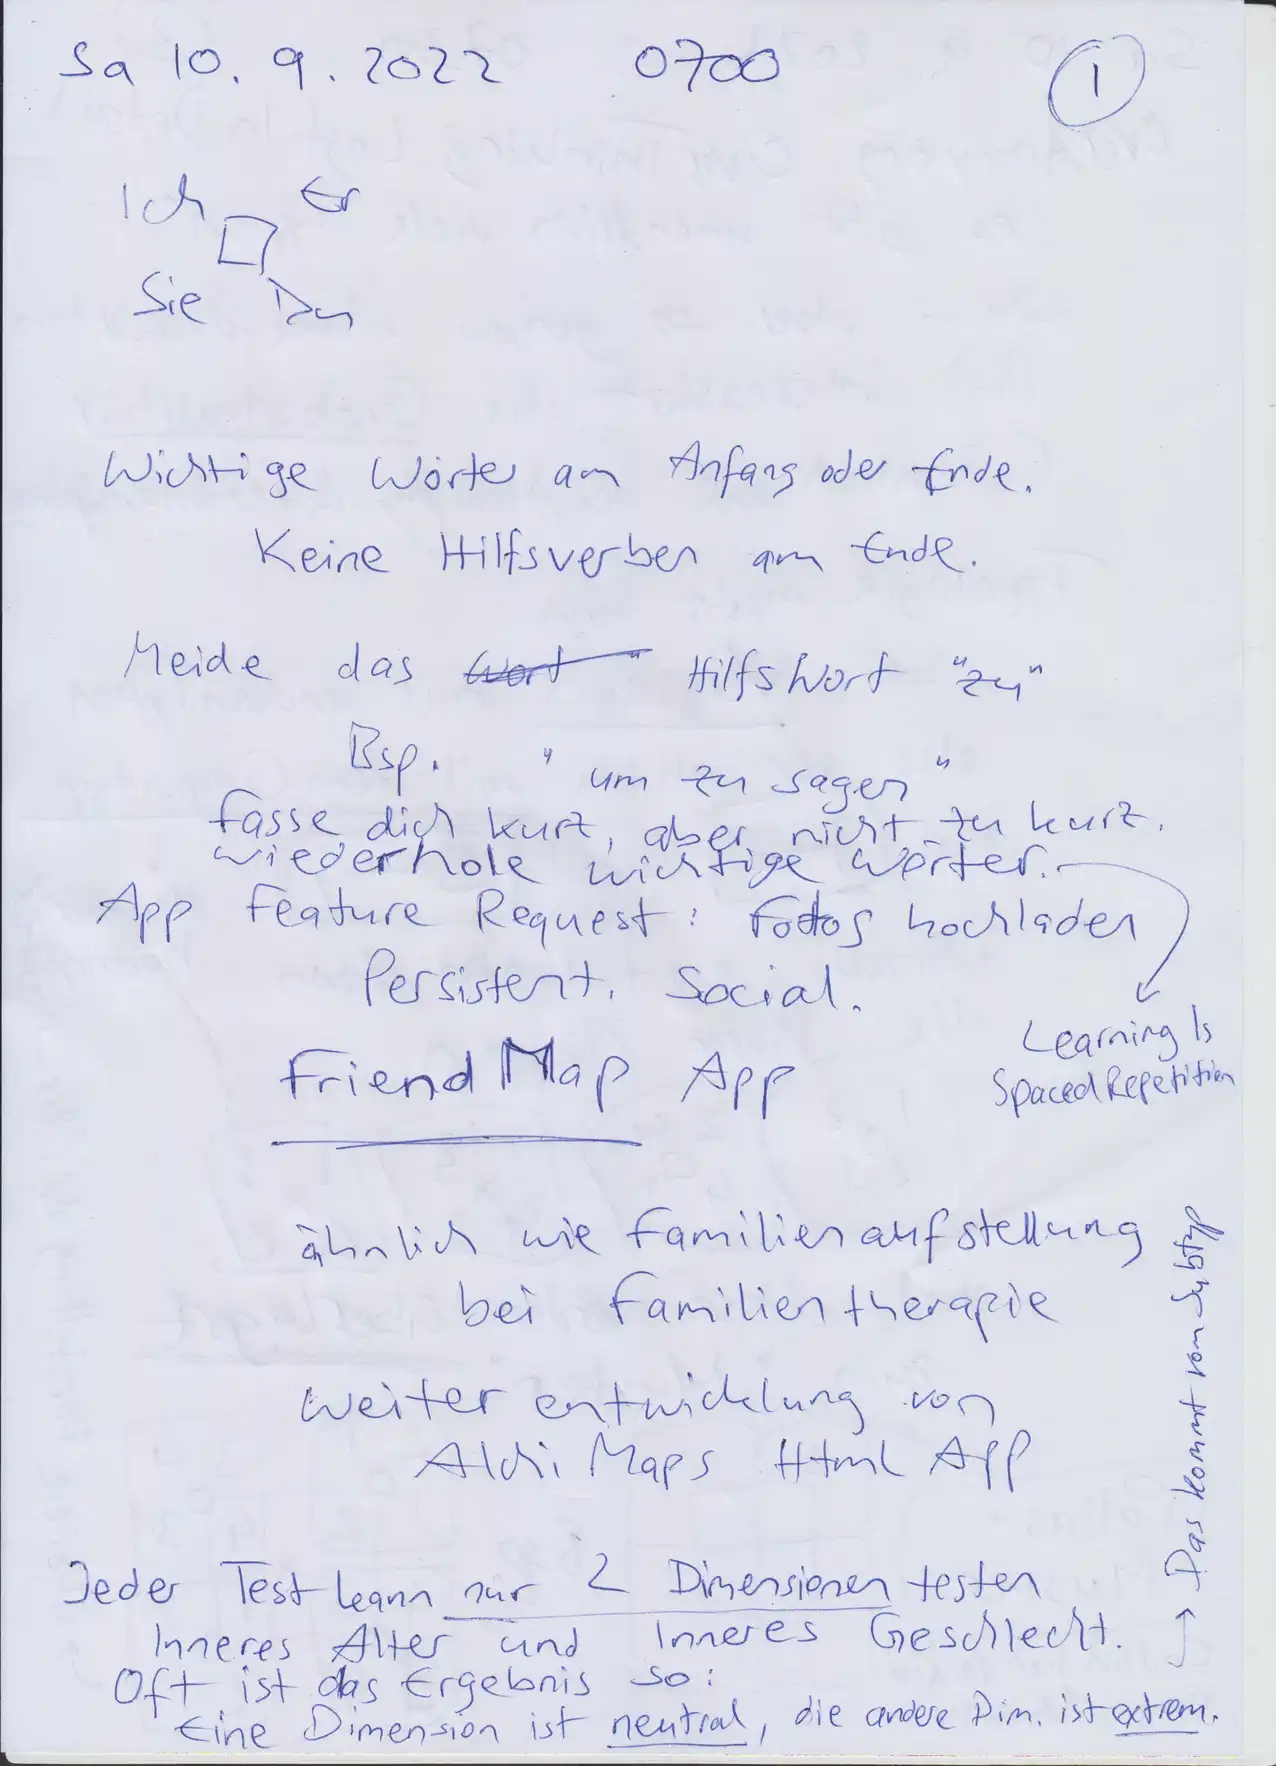 Sa 10. 9. 2022 0700 1
Ich Er
Sie Du
Wichtige Wörter am Anfang oder Ende.
Keine Hilfsverben am Ende.
Meide das Wort " HilfsWort "zu"
Bsp. "um zu sagen"
Fasse dich kurz, aber nicht zu kurz.
wiederhole wichtige Wörter.
App Feature Request: Fotos hochladen
Persistent. Social.
Learning Is
Spaced Repetition
FriendMap App
ähnlich wie Familienaufstellung
bei Familientherapie
Weiterentwicklung von
Aldi Maps Html App
Jeder Test kann nur 2 Dimensionen testen
Inneres Alter und Inneres Geschlecht.
→ Das kommt vom Subtyp
Oft ist das Ergebnis so:
Eine Dimension ist neutral, die andere Dim. ist extrem.